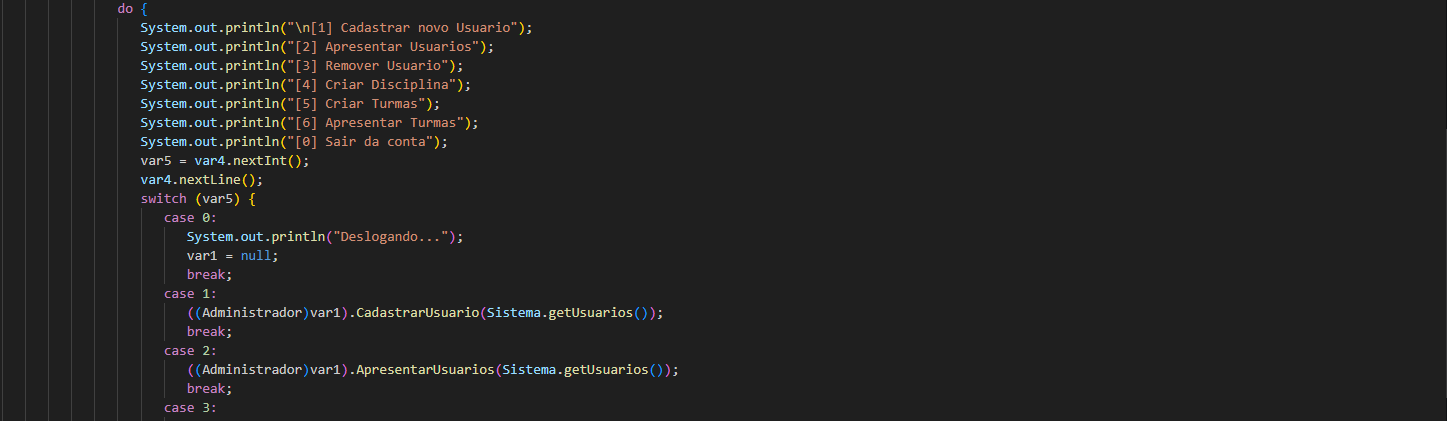 do {
System.out.println("\n[1] Cadastrar novo Usuario");
System.out.println("[2] Apresentar Usuarios");
System.out.println("[3] Remover Usuario");
System.out.println("[4] Criar Disciplina");
System.out.println("[5] Criar Turmas");
System.out.println("[6] Apresentar Turmas");
System.out.println("[0] Sair da conta");
var5 = var4.nextInt();
var4.nextLine();
switch (var5) {
case 0:
System.out.println("Deslogando...");
var1 = null;
break;
case 1:
((Administrador)var1).CadastrarUsuario(Sistema.getUsuarios());
break;
case 2:
((Administrador)var1).ApresentarUsuarios(Sistema.getUsuarios());
break;
case 3: